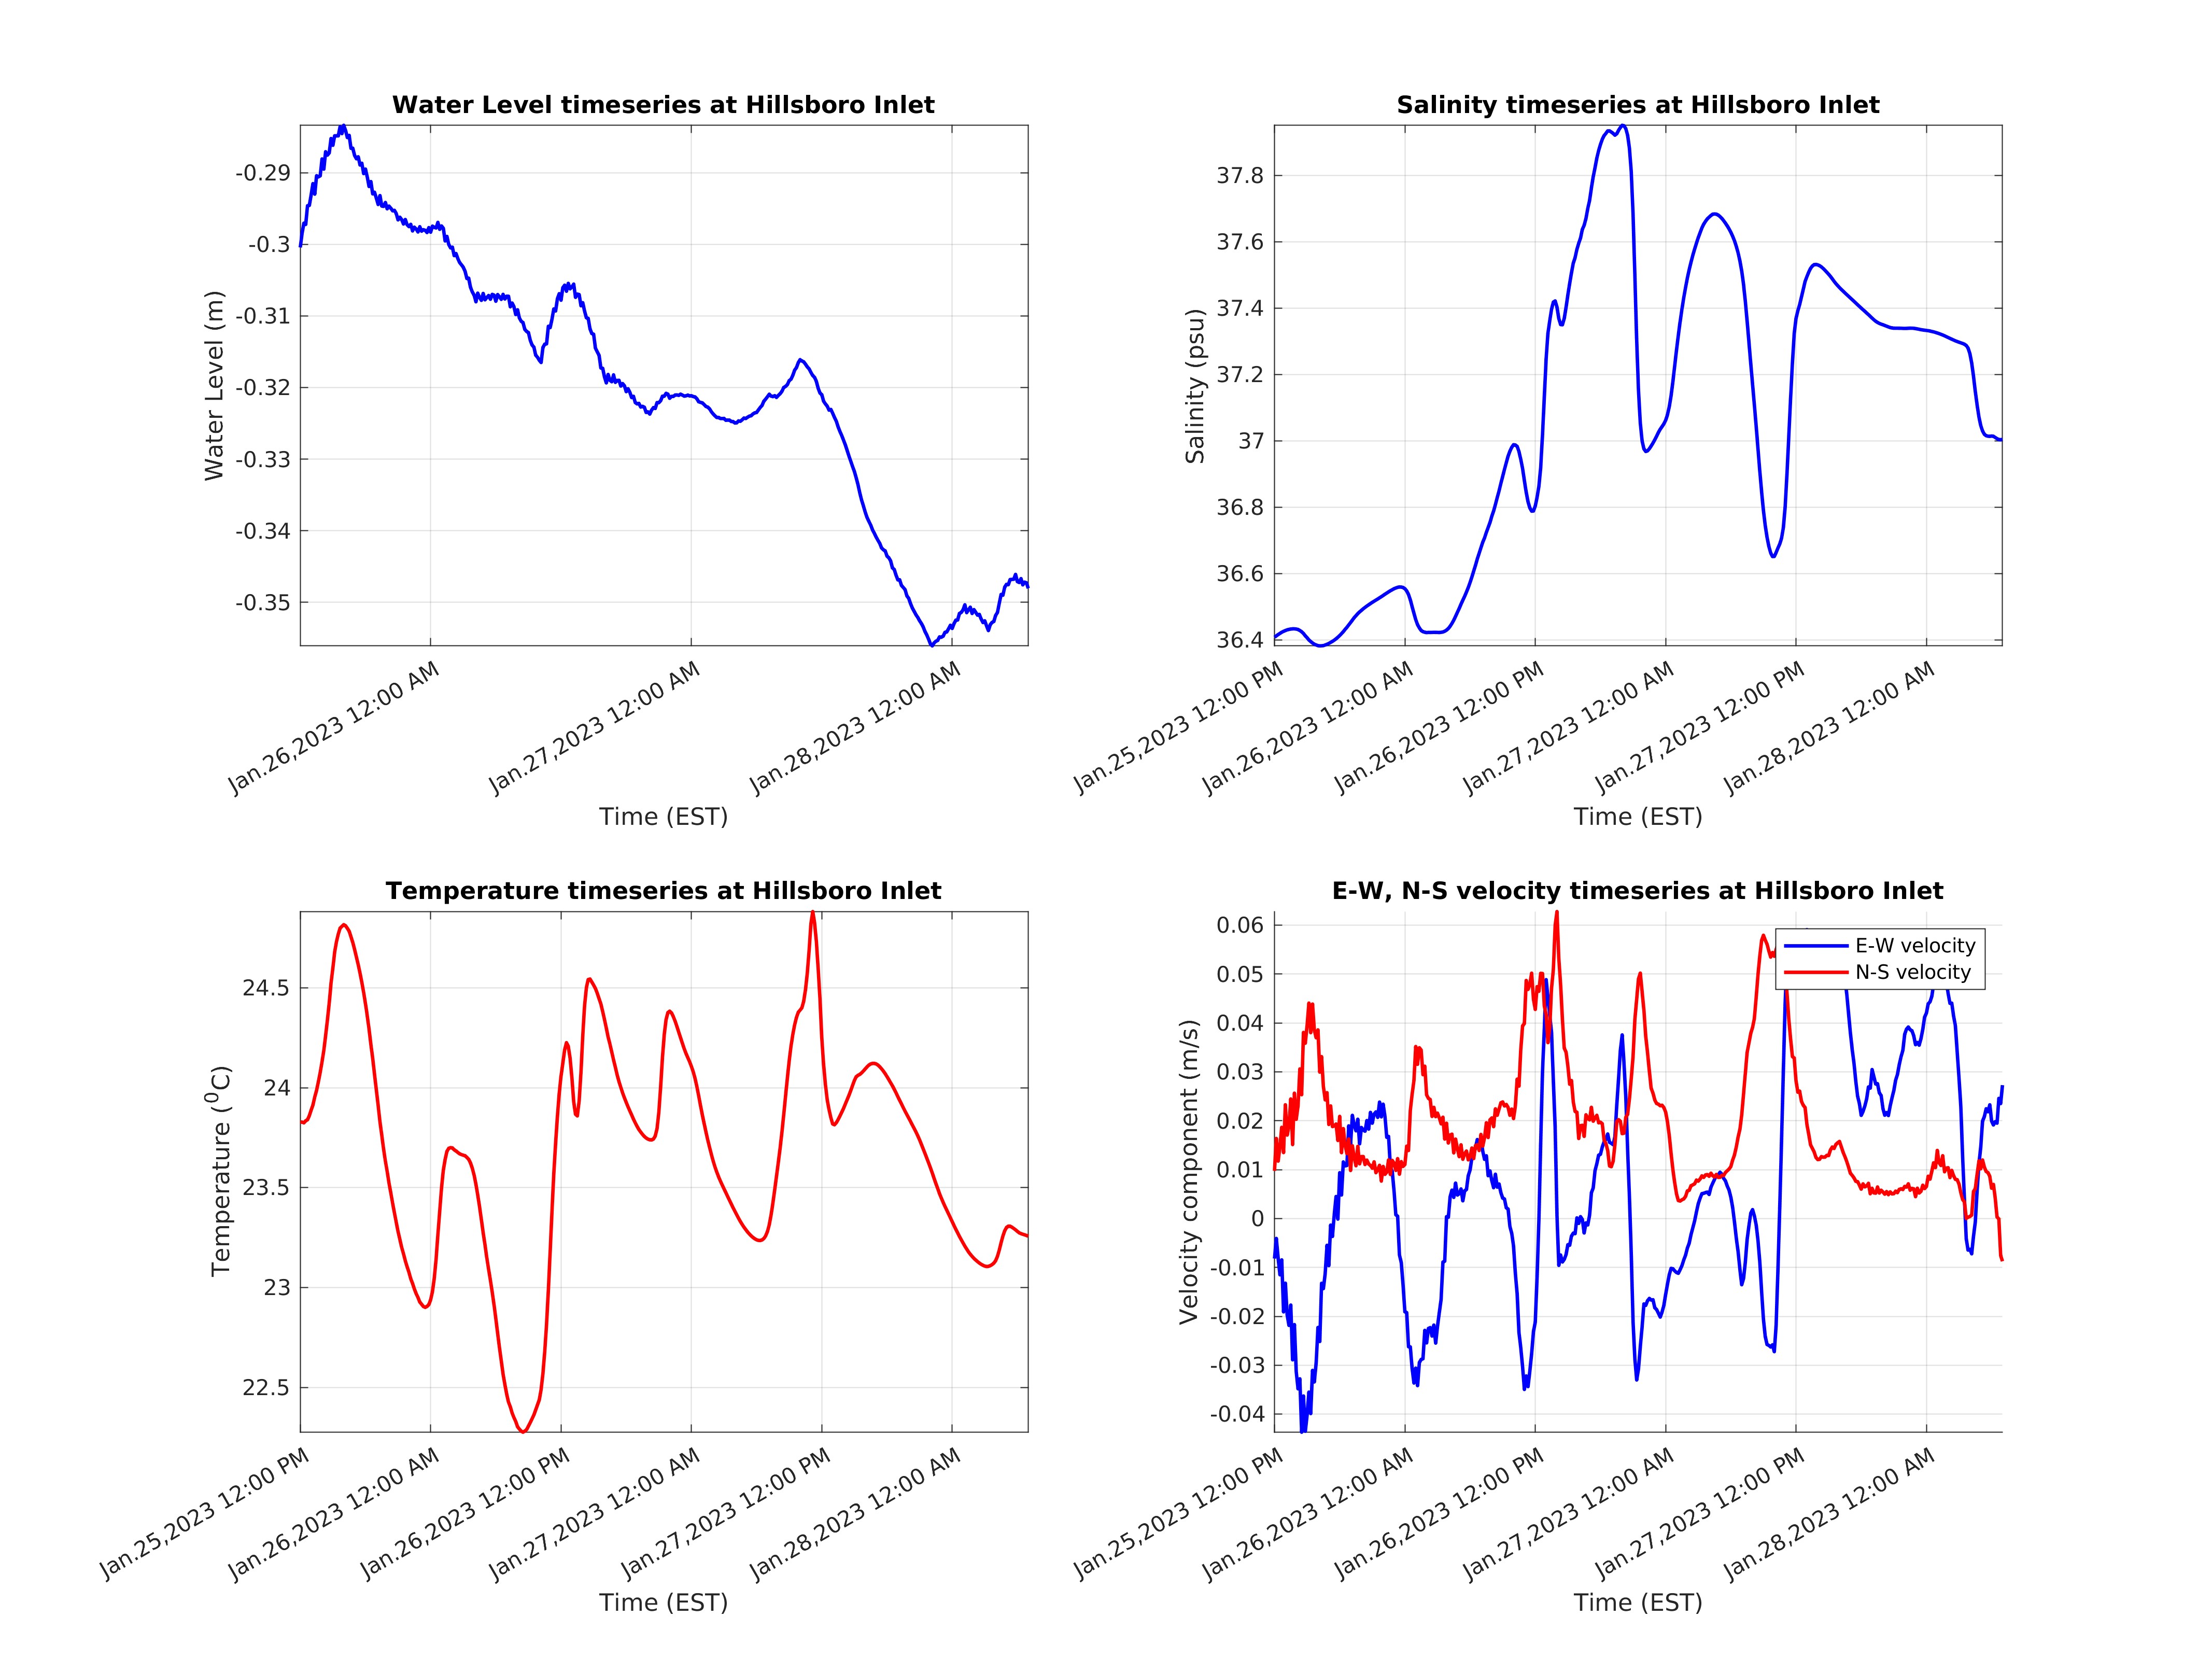 Water Level timeseries at Hillsboro Inlet
Water Level (m)
-0.29
-0.3
-0.31
-0.32
-0.33
-0.34
-0.35
Jan.26,2023 12:00 AM
Jan.27,2023 12:00 AM
Jan.28,2023 12:00 AM
Time (EST)
Salinity timeseries at Hillsboro Inlet
Salinity (psu)
37.8
37.6
37.4
37.2
37
36.8
36.6
36.4
Jan.25,2023 12:00 PM
Jan.26,2023 12:00 AM
Jan.26,2023 12:00 PM
Jan.27,2023 12:00 AM
Jan.27,2023 12:00 PM
Jan.28,2023 12:00 AM
Time (EST)
Temperature timeseries at Hillsboro Inlet
Temperature (⁰C)
24.5
24
23.5
23
22.5
Jan.25,2023 12:00 PM
Jan.26,2023 12:00 AM
Jan.26,2023 12:00 PM
Jan.27,2023 12:00 AM
Jan.27,2023 12:00 PM
Jan.28,2023 12:00 AM
Time (EST)
E-W, N-S velocity timeseries at Hillsboro Inlet
Velocity component (m/s)
0.06
0.05
0.04
0.03
0.02
0.01
0
-0.01
-0.02
-0.03
-0.04
E-W velocity
N-S velocity
Jan.25,2023 12:00 PM
Jan.26,2023 12:00 AM
Jan.26,2023 12:00 PM
Jan.27,2023 12:00 AM
Jan.27,2023 12:00 PM
Jan.28,2023 12:00 AM
Time (EST)